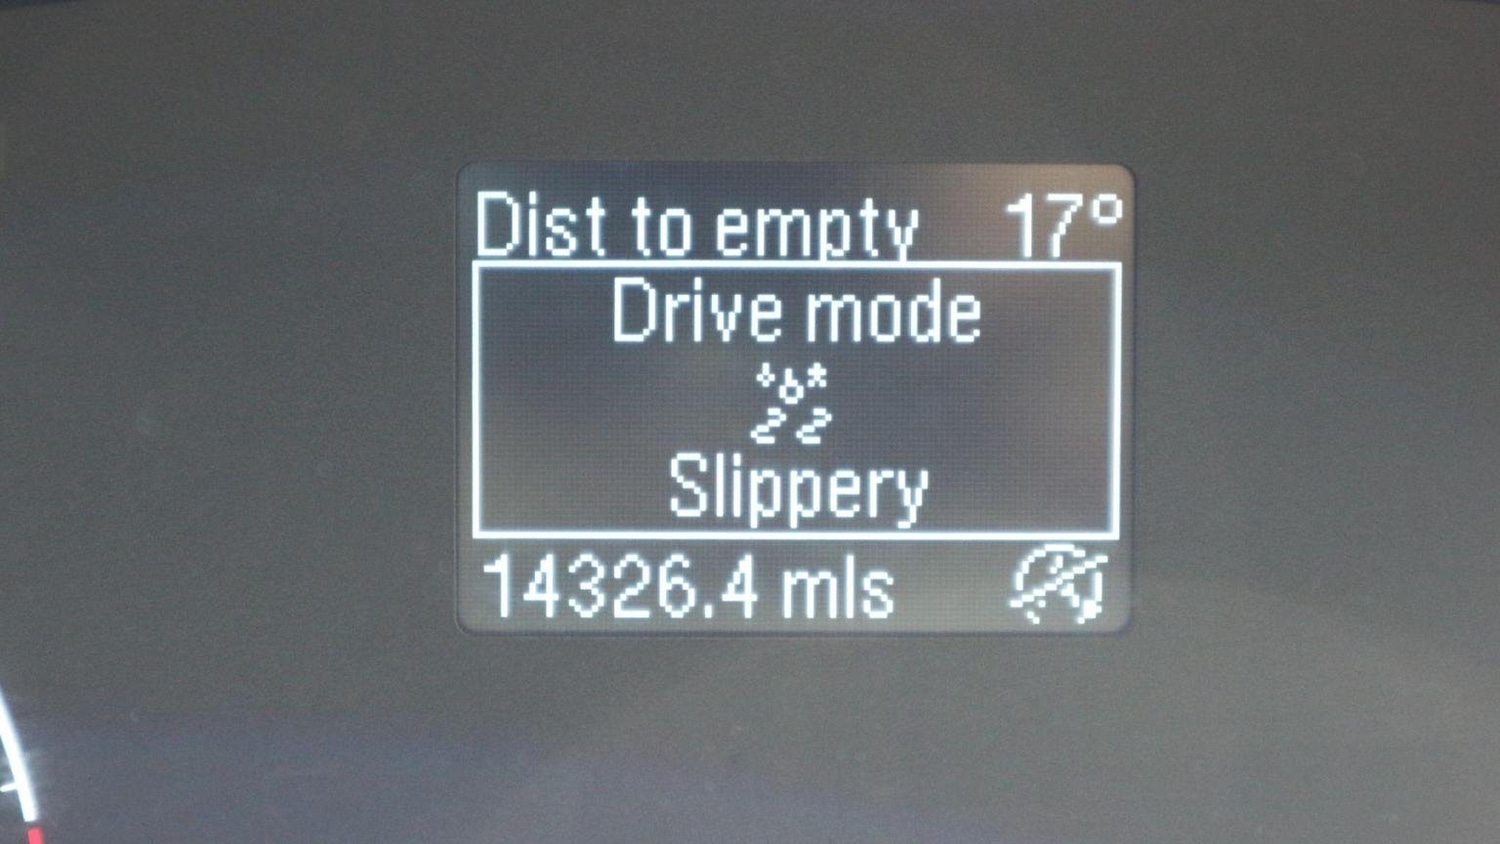 Dist to empty 17°
Drive mode
Slippery
14326.4 mls